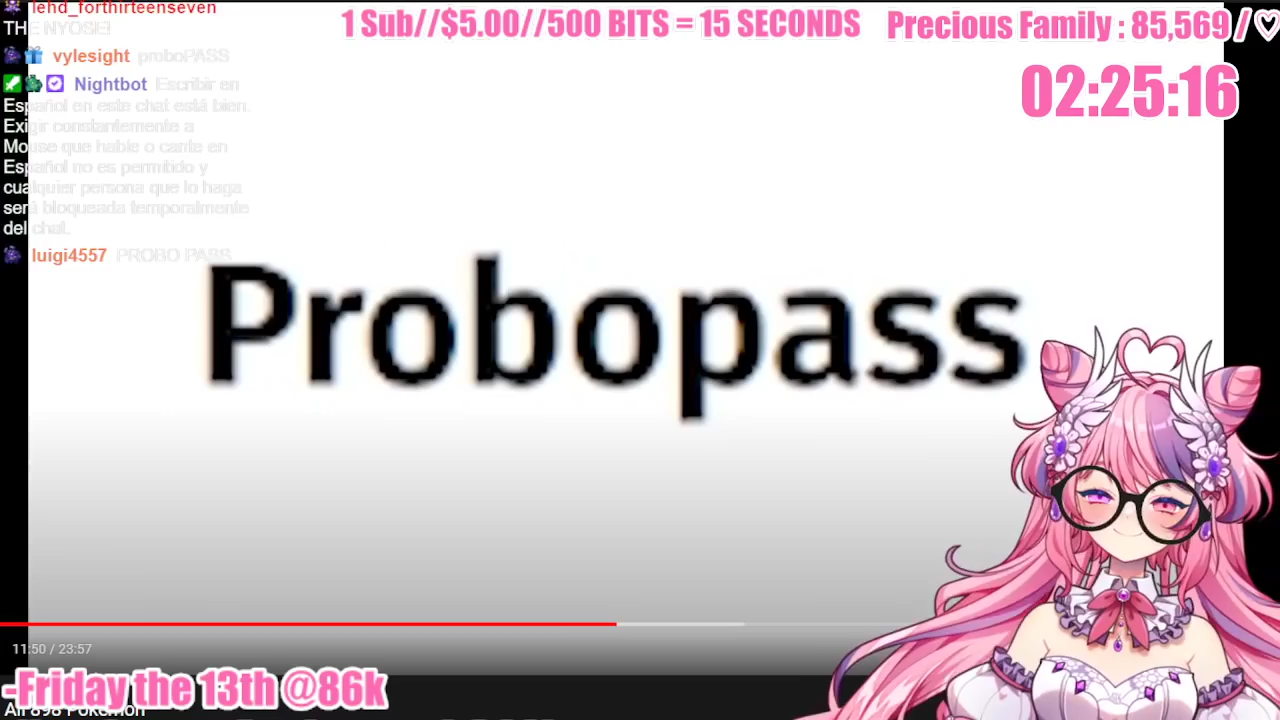 lehd_forthirteenseven
THE NYOSE!
vylesight proboPASS
Nightbot Escribir en
Español en este chat está bien.
Exigir constantemente a
Mouse que hable o cante en
Español no es permitido y
cualquier persona que lo haga
será bloqueada temporalmente
del chat.
luigi4557 PROBO PASS
1 Sub//$5.00//500 BITS = 15 SECONDS
Precious Family : 85,569/♡
02:25:16
Probopass
11:50 / 23:57
-Friday the 13th @86k
All 898 Pokémon